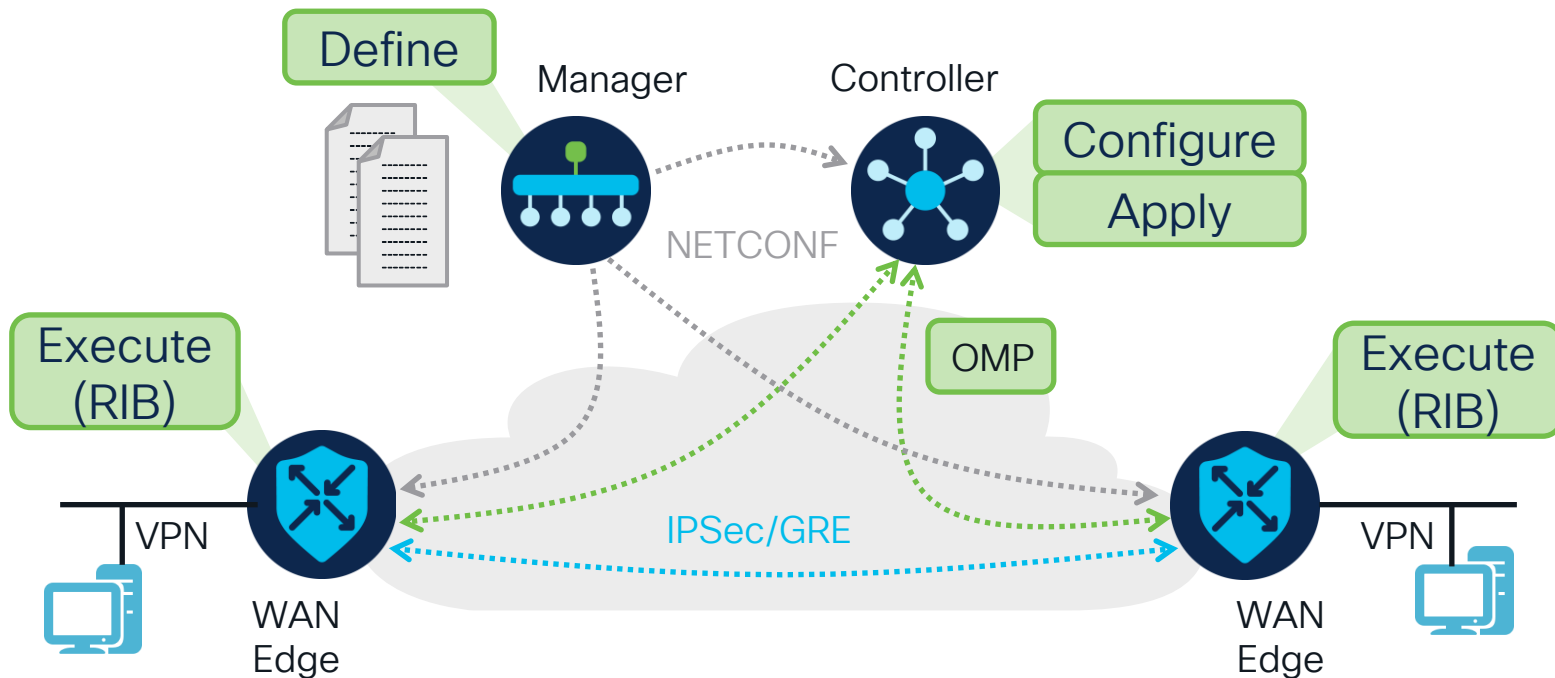 Define
Manager
Controller
Configure
Apply
NETCONF
OMP
Execute
(RIB)
Execute
(RIB)
VPN
IPSec/GRE
VPN
WAN
Edge
WAN
Edge